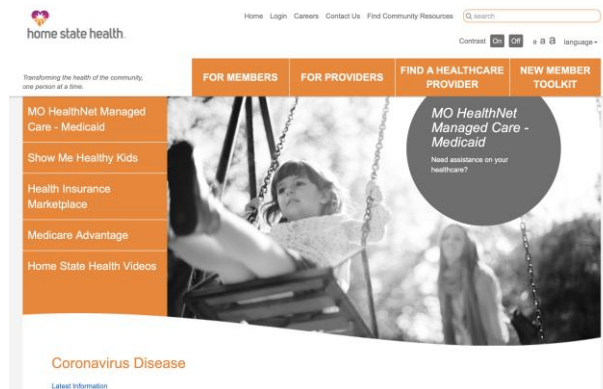 home state health
Home Login Careers Contact Us Find Community Resources search
Contrast On Off a a a language
Transforming the health of the community,
one person at a time.
FOR MEMBERS
FOR PROVIDERS
FIND A HEALTHCARE
PROVIDER
NEW MEMBER
TOOLKIT
MO HealthNet Managed
Care - Medicaid
Show Me Healthy Kids
Health Insurance
Marketplace
Medicare Advantage
Home State Health Videos
MO HealthNet
Managed Care -
Medicaid
Need assistance on your
healthcare?
Coronavirus Disease
Latest Information